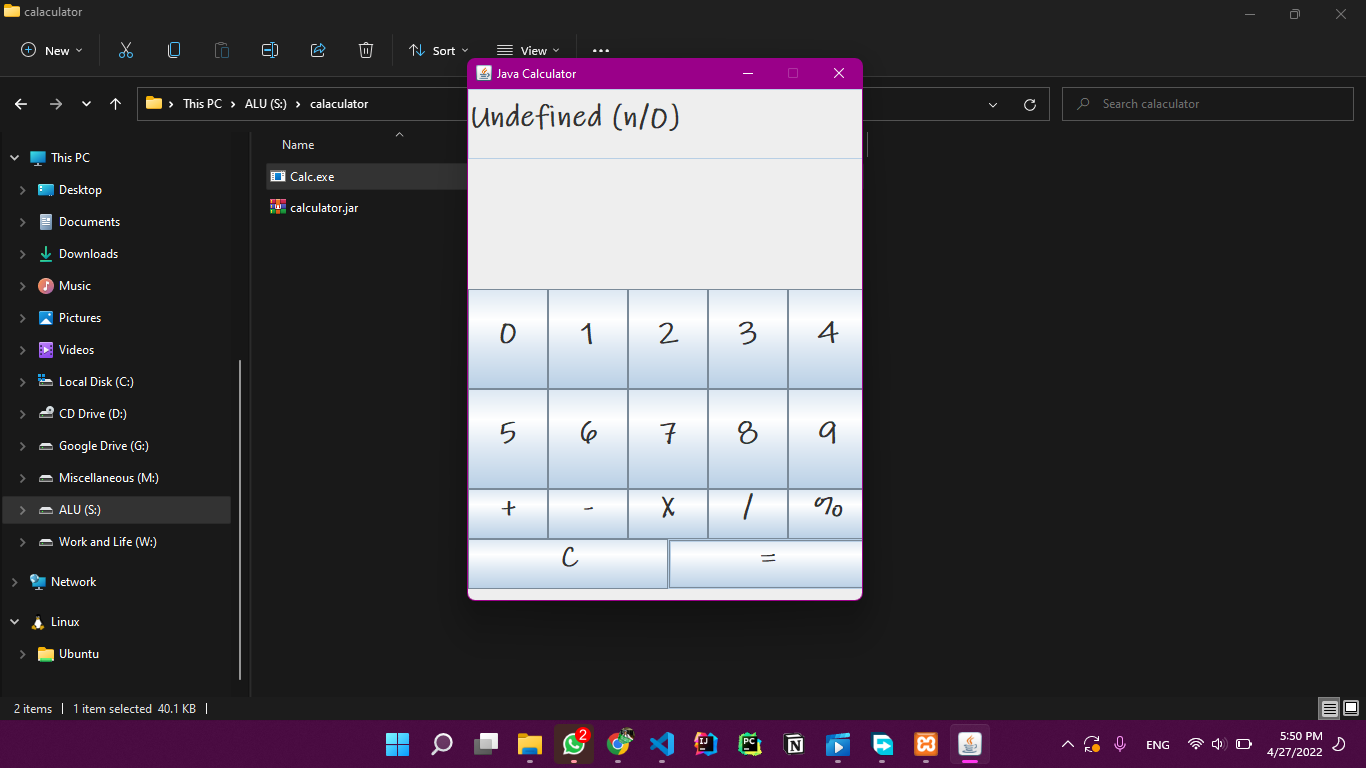 calaculator
New
Sort
View
This PC
ALU (S:)
calaculator
Search calaculator
This PC
Desktop
Documents
Downloads
Music
Pictures
Videos
Local Disk (C:)
CD Drive (D:)
Google Drive (G:)
Miscellaneous (M:)
ALU (S:)
Work and Life (W:)
Network
Linux
Ubuntu
Name
Calc.exe
calculator.jar
Java Calculator
Undefined (n/0)
0 1 2 3 4
5 6 7 8 9
+ - X / %
C =
2 items 1 item selected 40.1 KB
2
IJ
PC
N
ENG
5:50 PM
4/27/2022